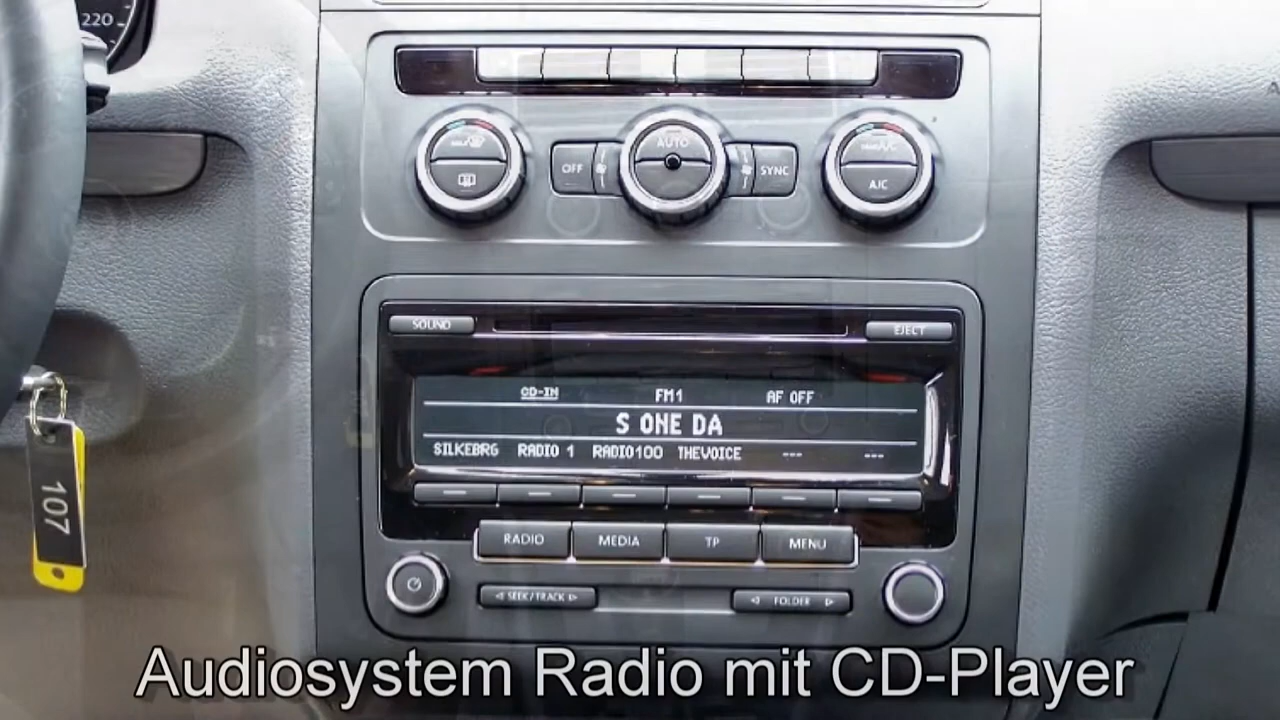 220
AUTO
OFF
SYNC
A/C
SOUND
EJECT
CD-IN FM1 AF OFF
S ONE DA
SILKEBRG RADIO 1 RADIO100 THEVOICE --- ---
RADIO MEDIA TP MENU
SEEK/TRACK
FOLDER
107
Audiosystem Radio mit CD-Player